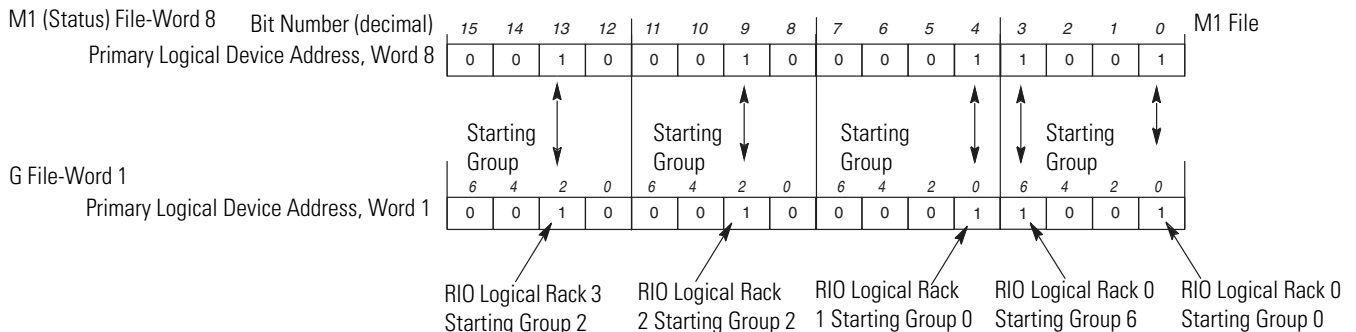 M1 (Status) File-Word 8 Bit Number (decimal) 15 14 13 12 11 10 9 8 7 6 5 4 3 2 1 0 M1 File
Primary Logical Device Address, Word 8 0 0 1 0 0 0 1 0 0 0 0 1 1 0 0 1
Starting Starting Starting Starting
Group Group Group Group
G File-Word 1
6 4 2 0 6 4 2 0 6 4 2 0 6 4 2 0
Primary Logical Device Address, Word 1 0 0 1 0 0 0 1 0 0 0 0 1 1 0 0 1
RIO Logical Rack 3 RIO Logical Rack RIO Logical Rack RIO Logical Rack 0 RIO Logical Rack 0
Starting Group 2 2 Starting Group 2 1 Starting Group 0 Starting Group 6 Starting Group 0